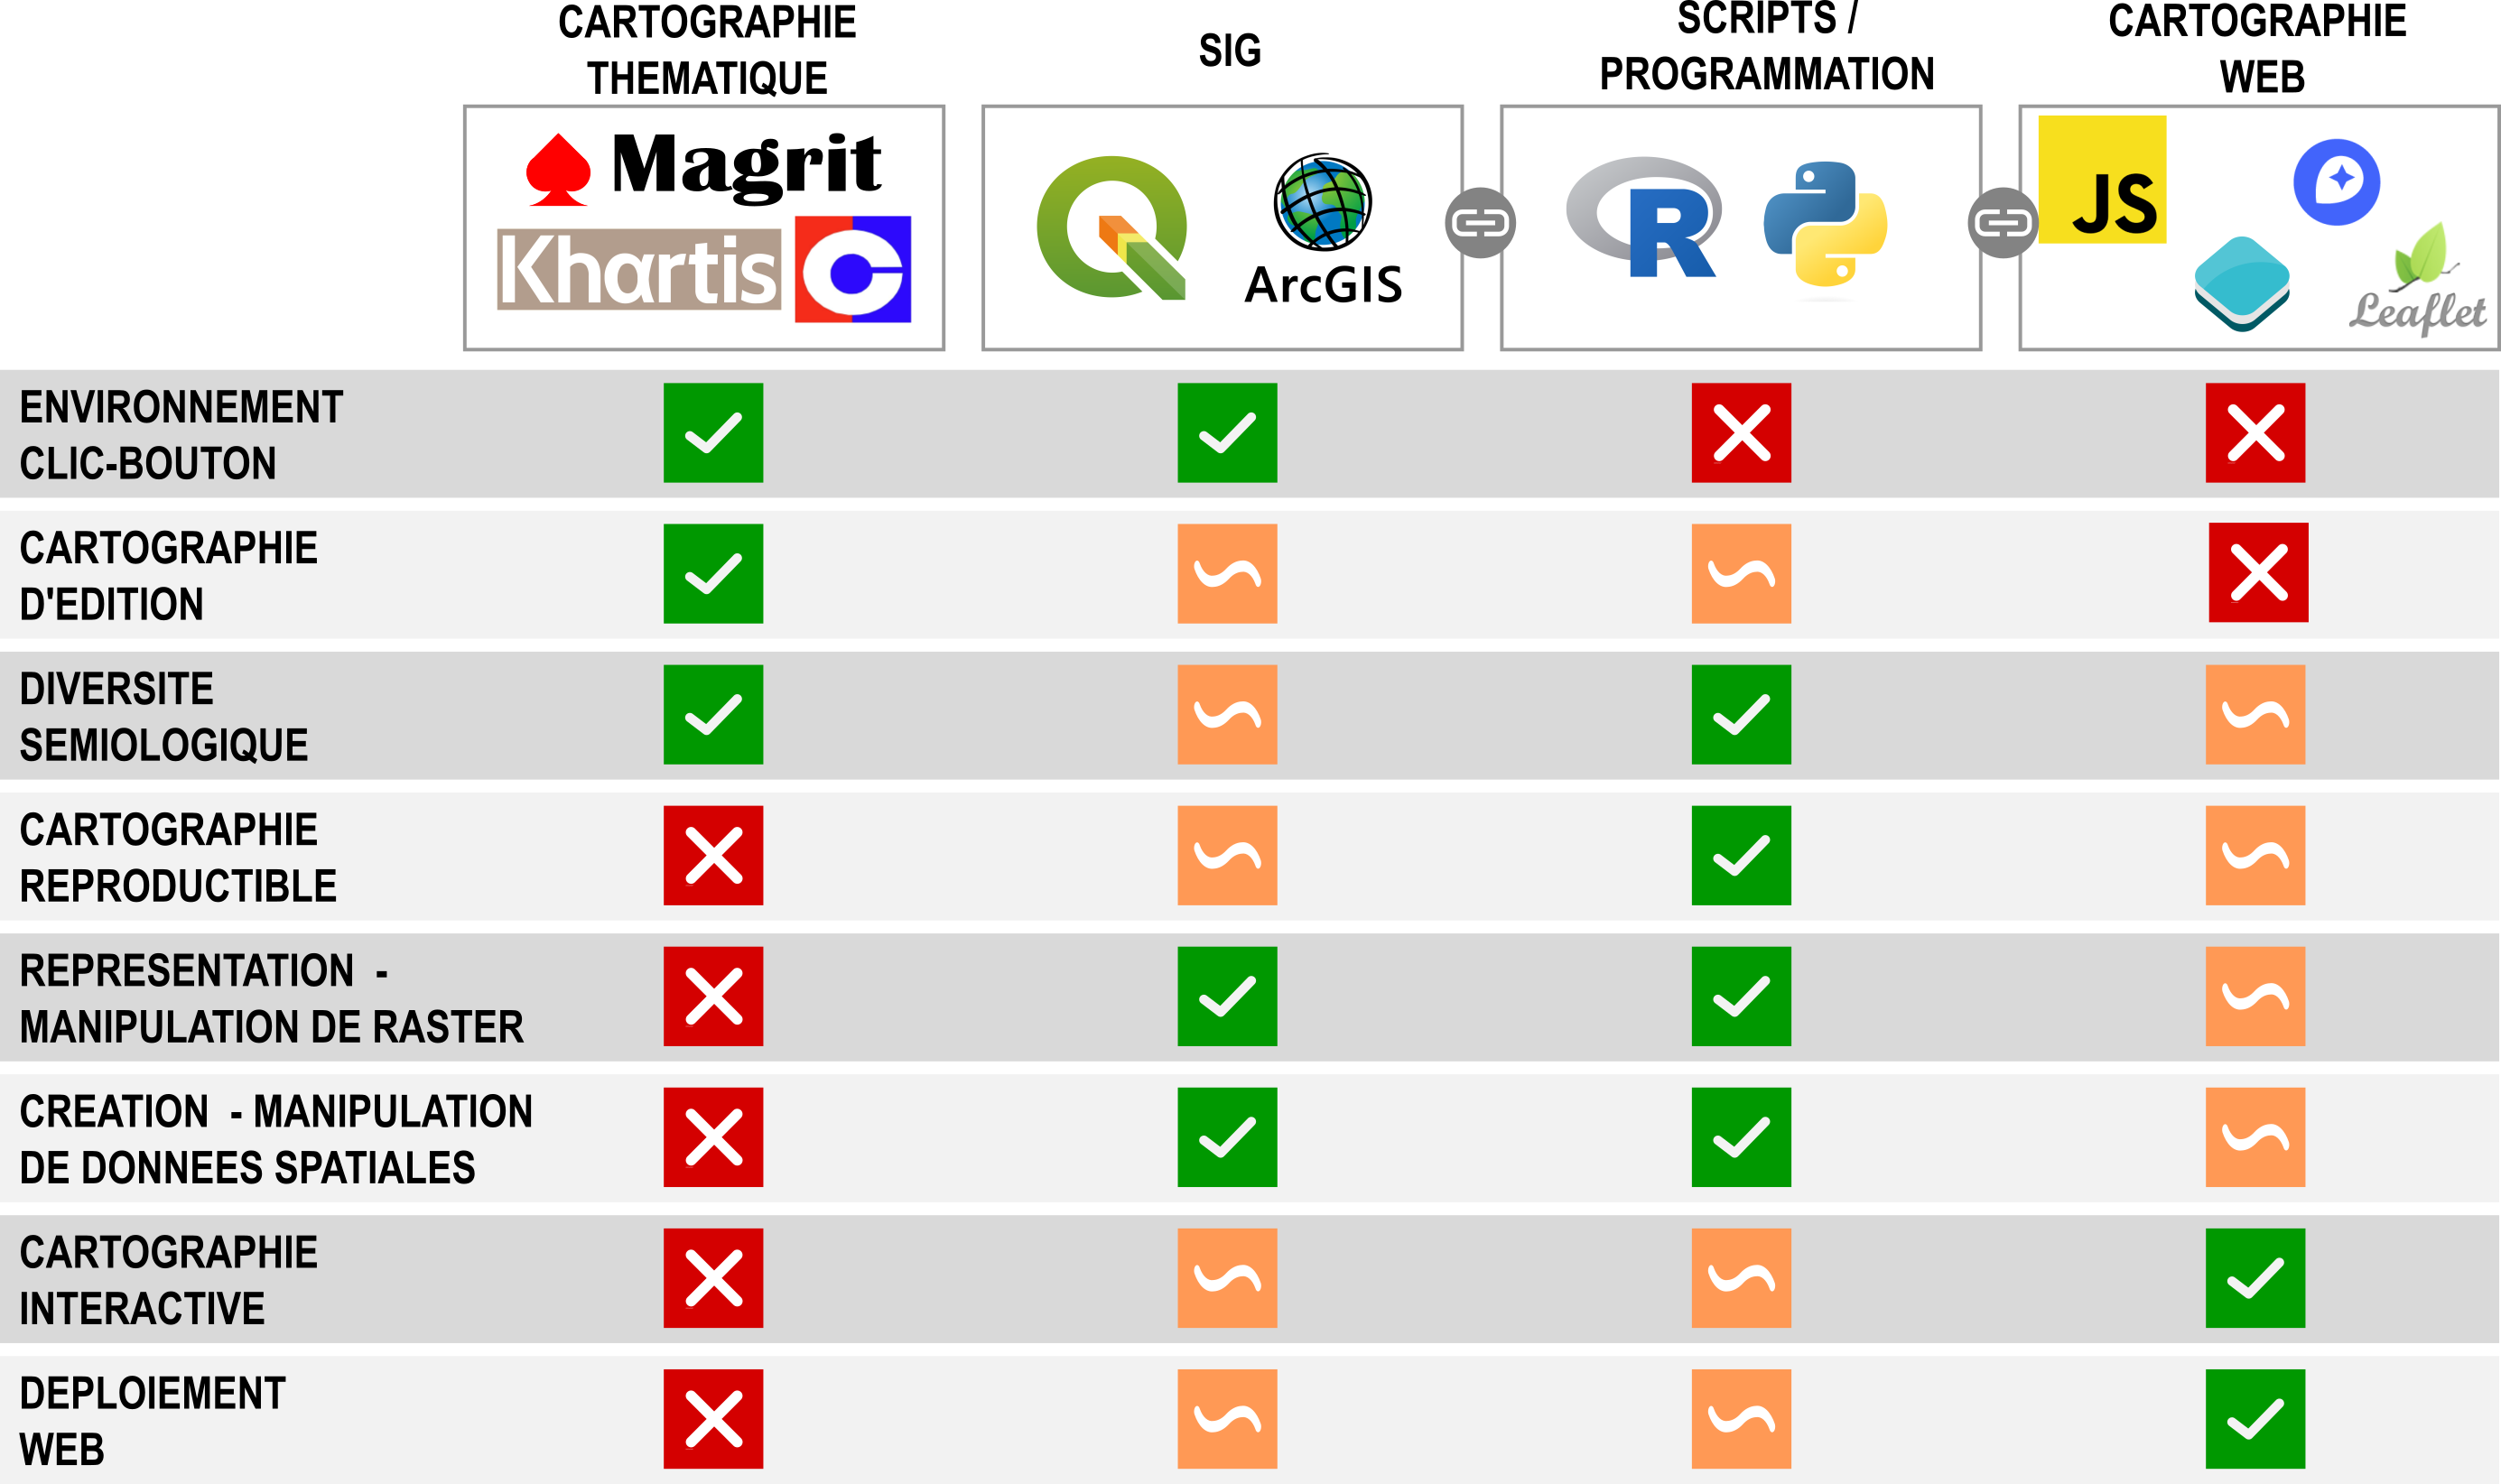 CARTOGRAPHIE
THEMATIQUE
SIG
SCRIPTS /
PROGRAMMATION
CARTOGRAPHIE
WEB
Magrit
Khartis
C
ArcGIS
R
JS
Leaflet
ENVIRONNEMENT
CLIC-BOUTON
CARTOGRAPHIE
D'EDITION
DIVERSITE
SEMIOLOGIQUE
CARTOGRAPHIE
REPRODUCTIBLE
REPRESENTATION -
MANIPULATION DE RASTER
CREATION - MANIPULATION
DE DONNEES SPATIALES
CARTOGRAPHIE
INTERACTIVE
DEPLOIEMENT
WEB